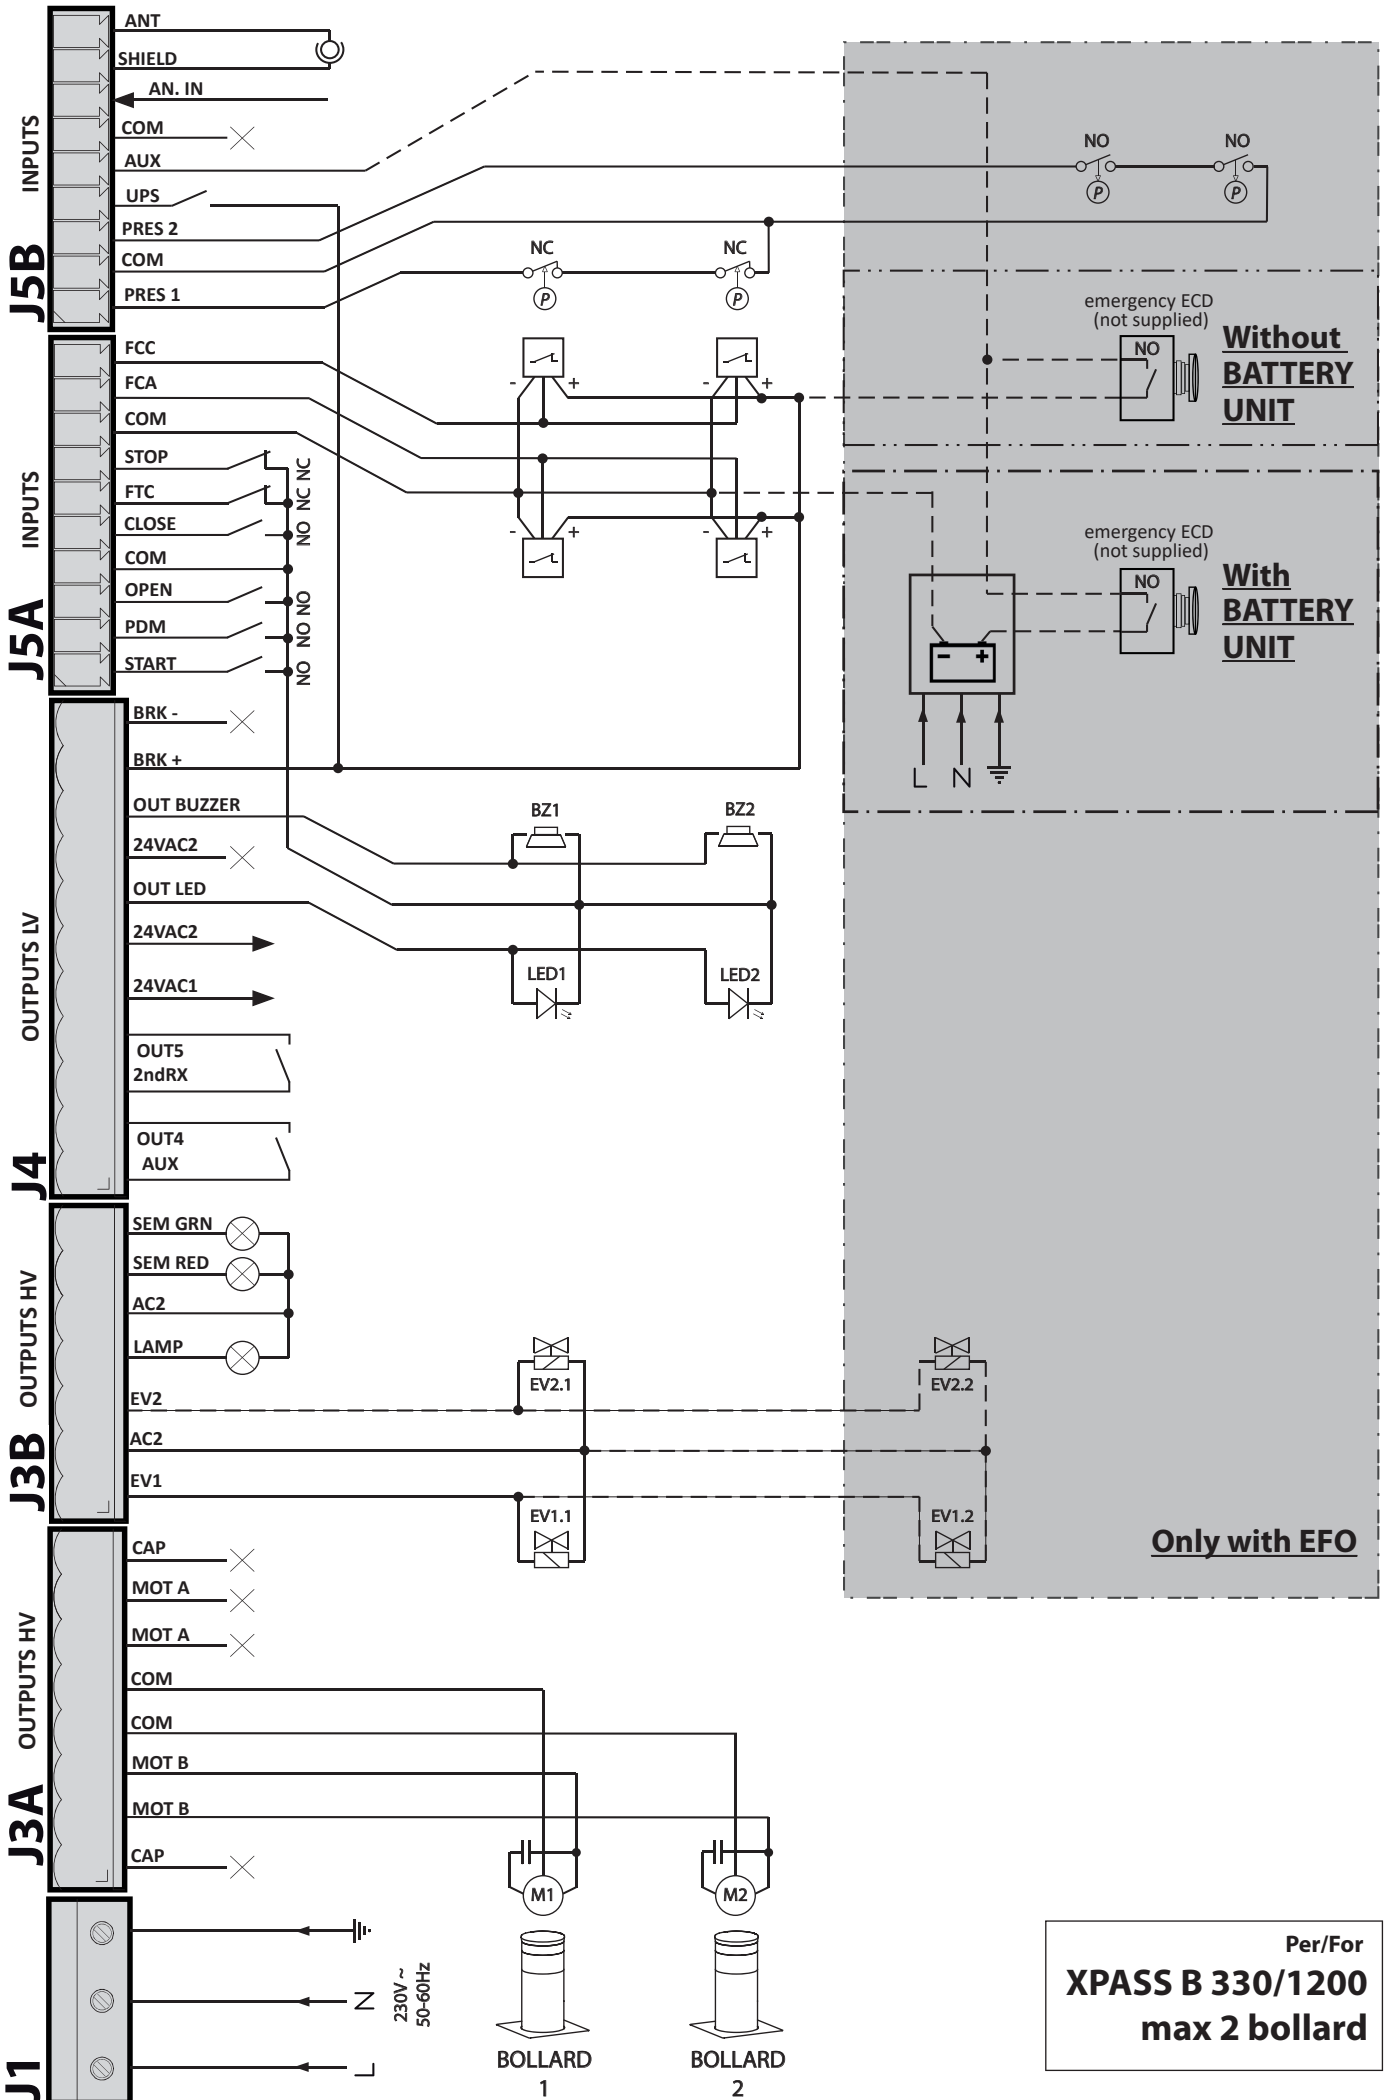 J5B
INPUTS
ANT
SHIELD
AN. IN
COM
AUX
UPS
PRES 2
COM
PRES 1
NO
NO
P
P
NC
NC
P
P
emergency ECD
(not supplied)
NO
Without
BATTERY
UNIT
J5A
INPUTS
FCC
FCA
COM
STOP
FTC
CLOSE
COM
OPEN
PDM
START
NC
NC
NO
NO
NO
NO
-
+
-
+
-
+
-
+
emergency ECD
(not supplied)
NO
With
BATTERY
UNIT
-
+
L
N
J4
OUTPUTS LV
BRK -
BRK +
OUT BUZZER
24VAC2
OUT LED
24VAC2
24VAC1
OUT5
2ndRX
OUT4
AUX
BZ1
BZ2
LED1
LED2
J3B
OUTPUTS HV
SEM GRN
SEM RED
AC2
LAMP
EV2
AC2
EV1
EV2.1
EV2.2
EV1.1
EV1.2
Only with EFO
J3A
OUTPUTS HV
CAP
MOT A
MOT A
COM
COM
MOT B
MOT B
CAP
M1
M2
J1
N
L
230V ~
50-60Hz
BOLLARD
1
BOLLARD
2
Per/For
XPASS B 330/1200
max 2 bollard